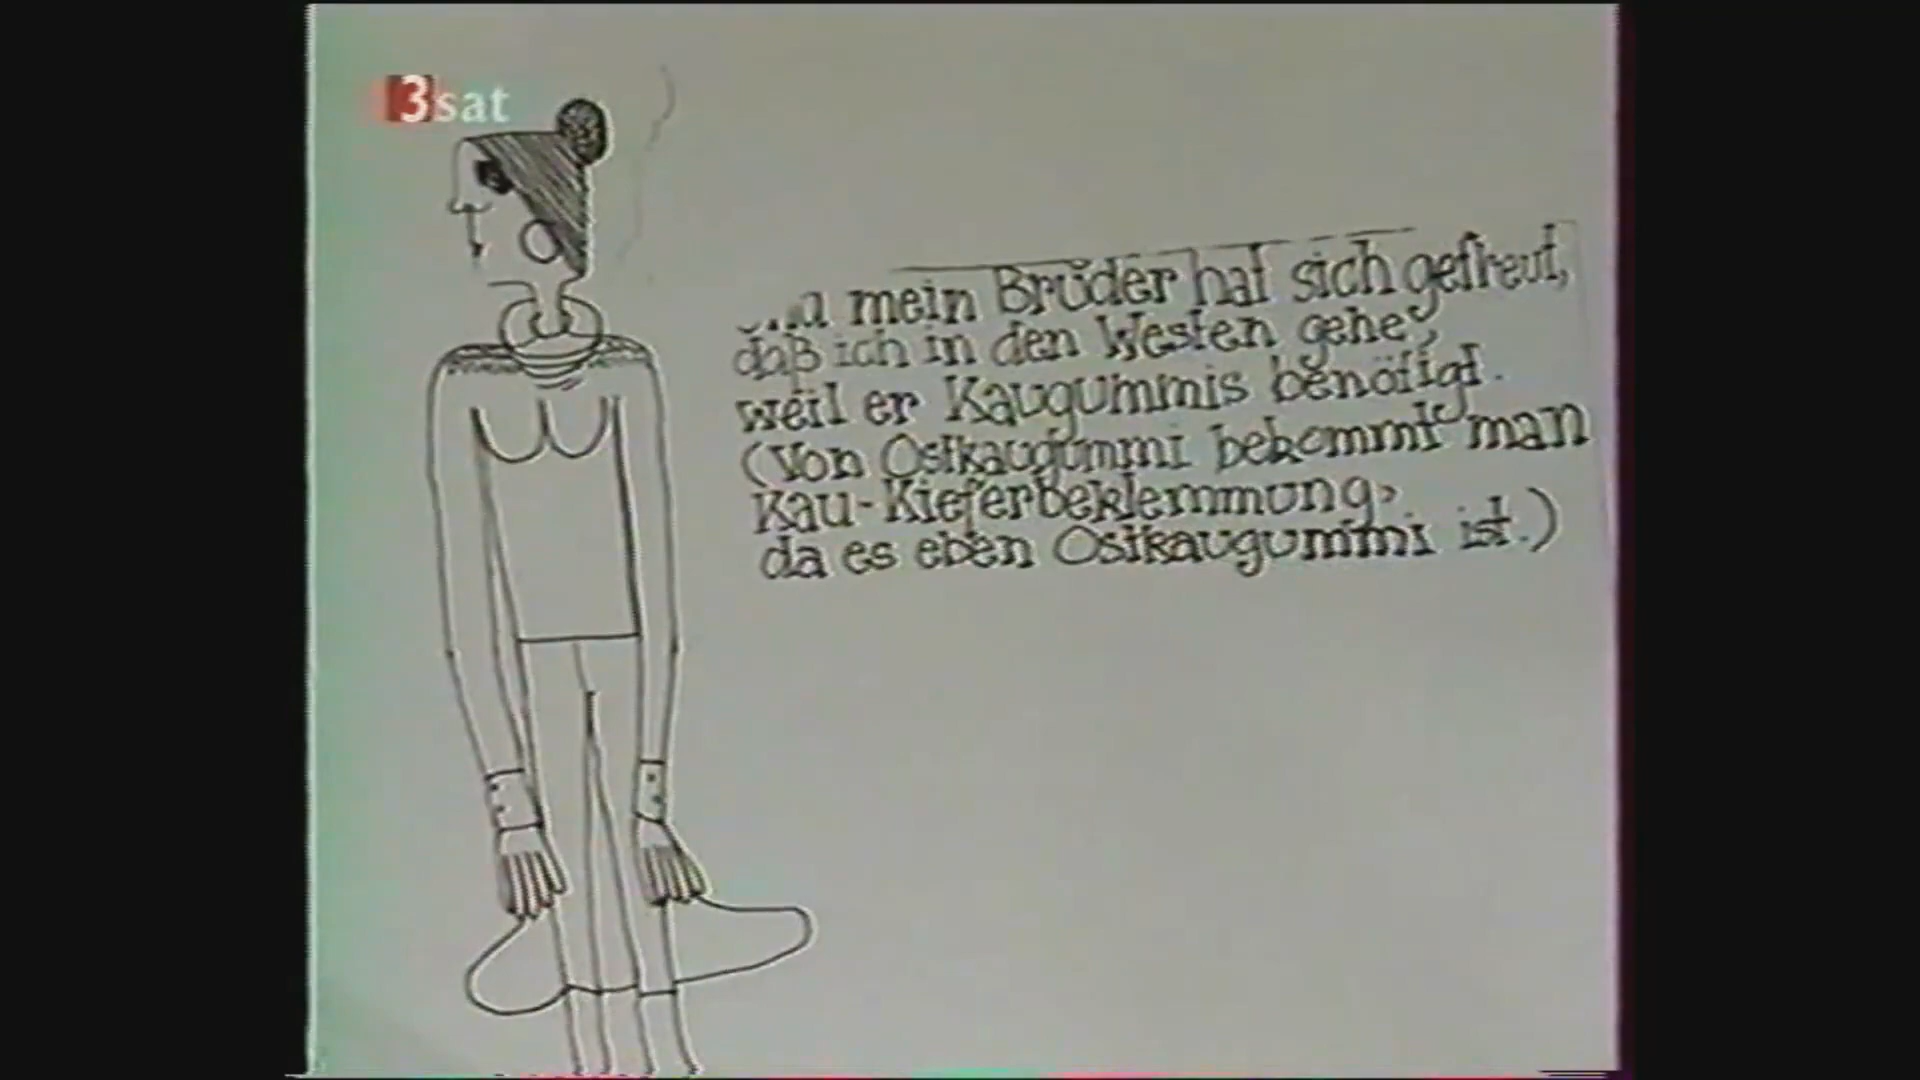 3sat
mein Bruder hat sich gefreut,
daß ich in den Westen gehe,
weil er Kaugummis benötigt.
(Von Ostkaugummi bekommt man
Kau-Kieferbeklemmung,
da es eben Ostkaugummi ist.)